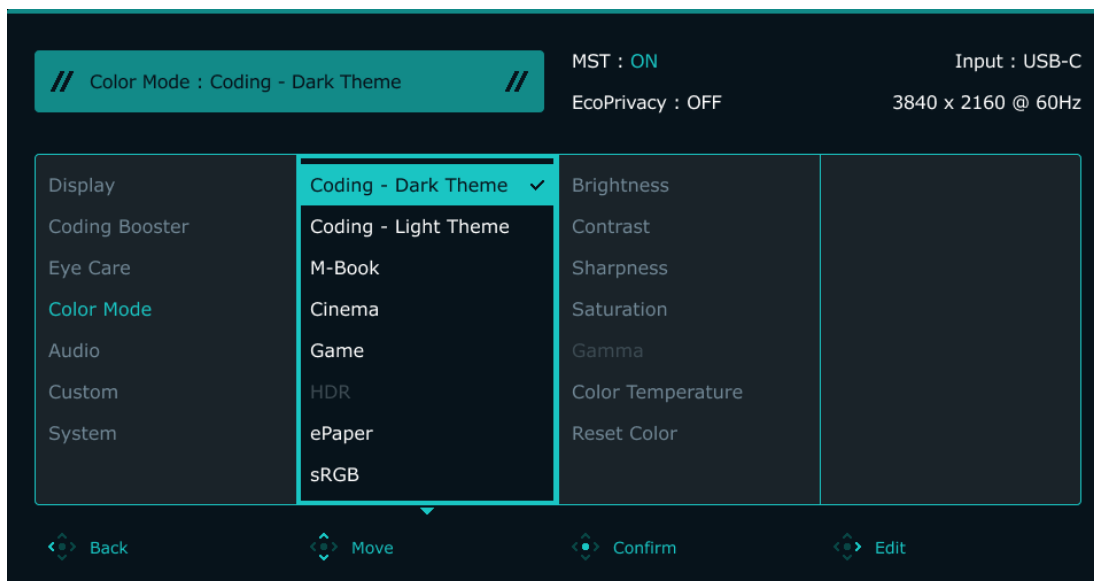 Color Mode : Coding - Dark Theme
MST : ON
Input : USB-C
EcoPrivacy : OFF
3840 x 2160 @ 60Hz
Display
Coding Booster
Eye Care
Color Mode
Audio
Custom
System
Coding - Dark Theme
Coding - Light Theme
M-Book
Cinema
Game
HDR
ePaper
sRGB
Brightness
Contrast
Sharpness
Saturation
Gamma
Color Temperature
Reset Color
Back
Move
Confirm
Edit